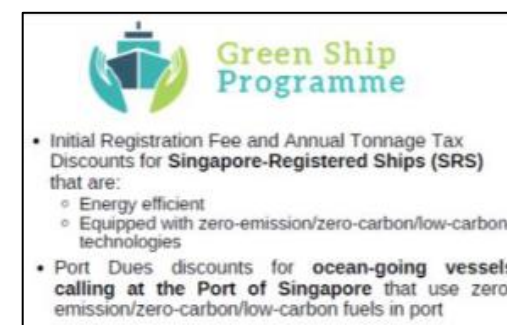 Green Ship
Programme
• Initial Registration Fee and Annual Tonnage Tax
Discounts for Singapore-Registered Ships (SRS)
that are:
◦ Energy efficient
◦ Equipped with zero-emission/zero-carbon/low-carbon
technologies
• Port Dues discounts for ocean-going vessels
calling at the Port of Singapore that use zero
emission/zero-carbon/low-carbon fuels in port